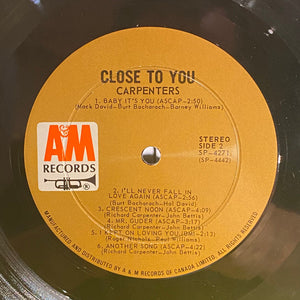 CLOSE TO YOU
CARPENTERS
1. BABY IT'S YOU (ASCAP-2:50)
(Mack David-Burt Bacharach-Barney Williams)
STEREO
SIDE 2
SP-4271
(SP-4442)
A&M
RECORDS
2. I'LL NEVER FALL IN
LOVE AGAIN (ASCAP-2:56)
(Burt Bacharach-Hal David)
3. CRESCENT NOON (ASCAP-4:09)
(Richard Carpenter-John Bettis)
4. MR. GUDER (ASCAP-3:17)
(Richard Carpenter-John Bettis)
5. I KEPT ON LOVING YOU
(Roger Nichols-Paul Williams)
6. ANOTHER SONG (ASCAP-4:22)
(Richard Carpenter-John Bettis)
MANUFACTURED AND DISTRIBUTED BY A & M RECORDS OF CANADA LIMITED. ALL RIGHTS RESERVED.